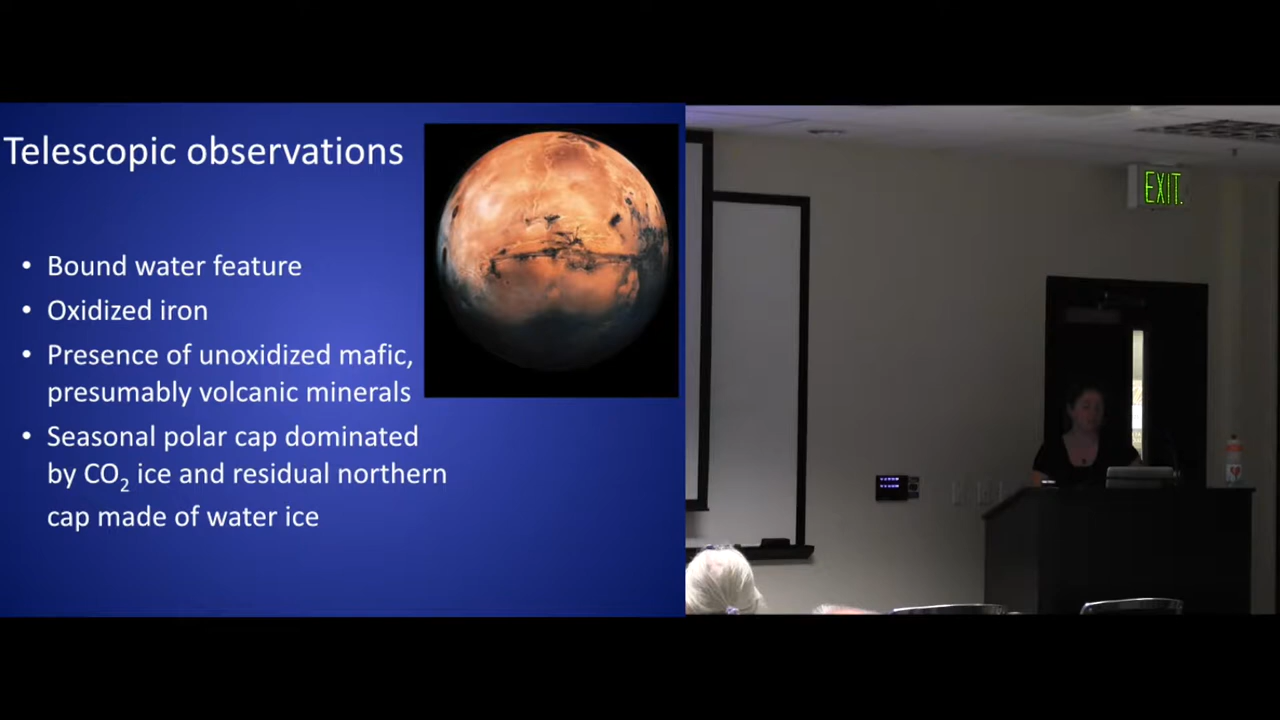 Telescopic observations
• Bound water feature
• Oxidized iron
• Presence of unoxidized mafic,
presumably volcanic minerals
• Seasonal polar cap dominated
by CO₂ ice and residual northern
cap made of water ice
EXIT